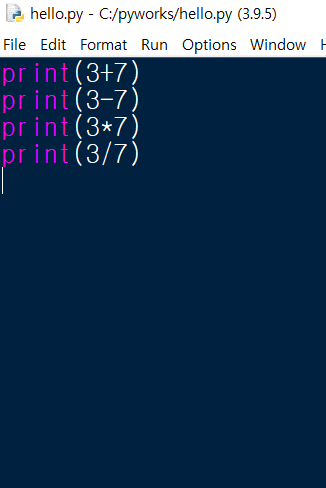 hello.py - C:/pyworks/hello.py (3.9.5)
File Edit Format Run Options Window H
print(3+7)
print(3-7)
print(3*7)
print(3/7)